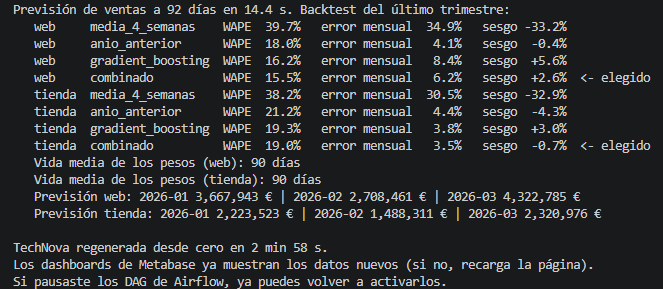 Previsión de ventas a 92 días en 14.4 s. Backtest del último trimestre:
web media_4_semanas WAPE 39.7% error mensual 34.9% sesgo -33.2%
web anio_anterior WAPE 18.0% error mensual 4.1% sesgo -0.4%
web gradient_boosting WAPE 16.2% error mensual 8.4% sesgo +5.6%
web combinado WAPE 15.5% error mensual 6.2% sesgo +2.6% <- elegido
tienda media_4_semanas WAPE 38.2% error mensual 30.5% sesgo -32.9%
tienda anio_anterior WAPE 21.2% error mensual 4.4% sesgo -4.3%
tienda gradient_boosting WAPE 19.3% error mensual 3.8% sesgo +3.0%
tienda combinado WAPE 19.0% error mensual 3.5% sesgo -0.7% <- elegido
Vida media de los pesos (web): 90 días
Vida media de los pesos (tienda): 90 días
Previsión web: 2026-01 3,667,943 € | 2026-02 2,708,461 € | 2026-03 4,322,785 €
Previsión tienda: 2026-01 2,223,523 € | 2026-02 1,488,311 € | 2026-03 2,320,976 €
TechNova regenerada desde cero en 2 min 58 s.
Los dashboards de Metabase ya muestran los datos nuevos (si no, recarga la página).
Si pausaste los DAG de Airflow, ya puedes volver a activarlos.